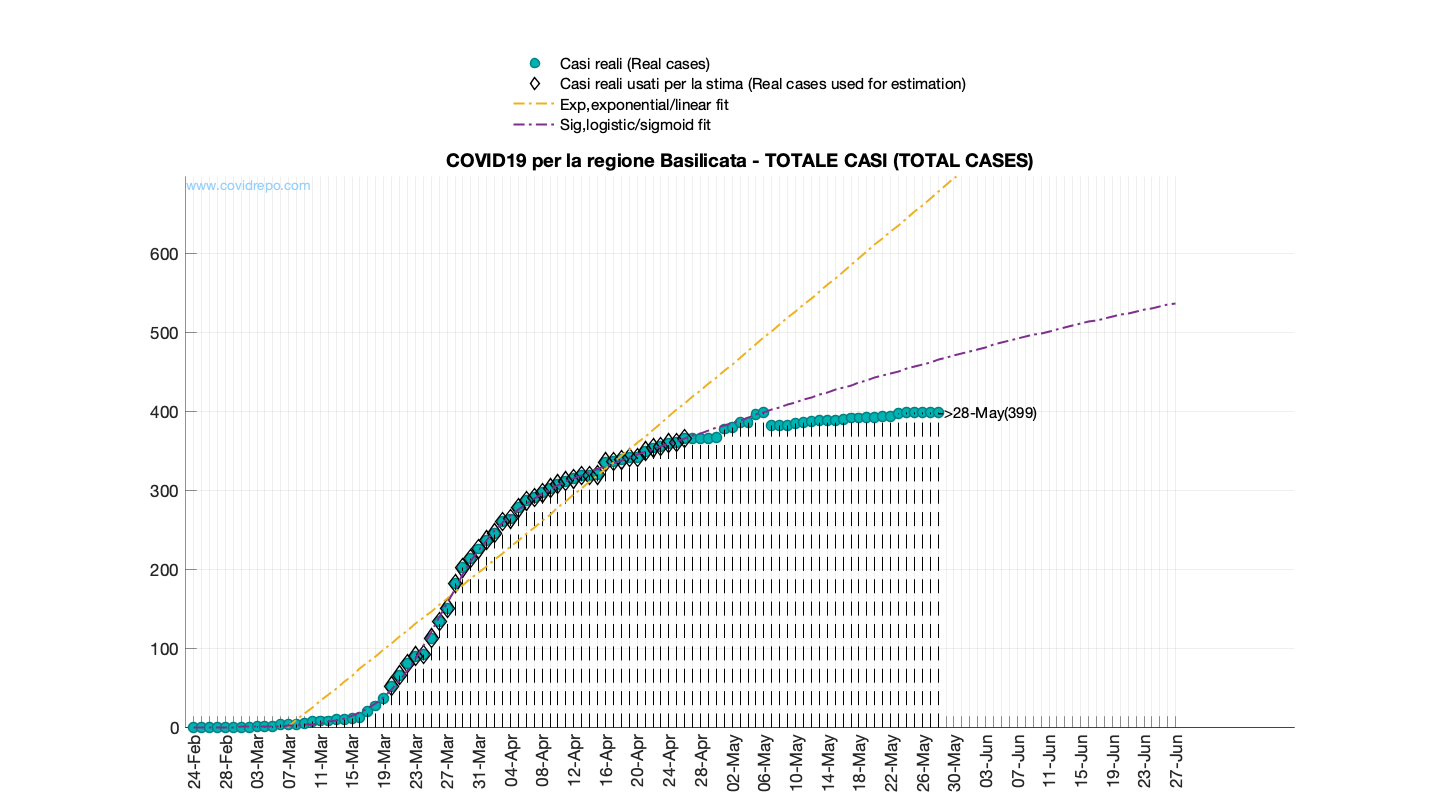 Casi reali (Real cases)
Casi reali usati per la stima (Real cases used for estimation)
Exp,exponential/linear fit
Sig,logistic/sigmoid fit
COVID19 per la regione Basilicata - TOTALE CASI (TOTAL CASES)
www.covidrepo.com
600
500
400
300
200
100
0
>28-May(399)
24-Feb
28-Feb
03-Mar
07-Mar
11-Mar
15-Mar
19-Mar
23-Mar
27-Mar
31-Mar
04-Apr
08-Apr
12-Apr
16-Apr
20-Apr
24-Apr
28-Apr
02-May
06-May
10-May
14-May
18-May
22-May
26-May
30-May
03-Jun
07-Jun
11-Jun
15-Jun
19-Jun
23-Jun
27-Jun